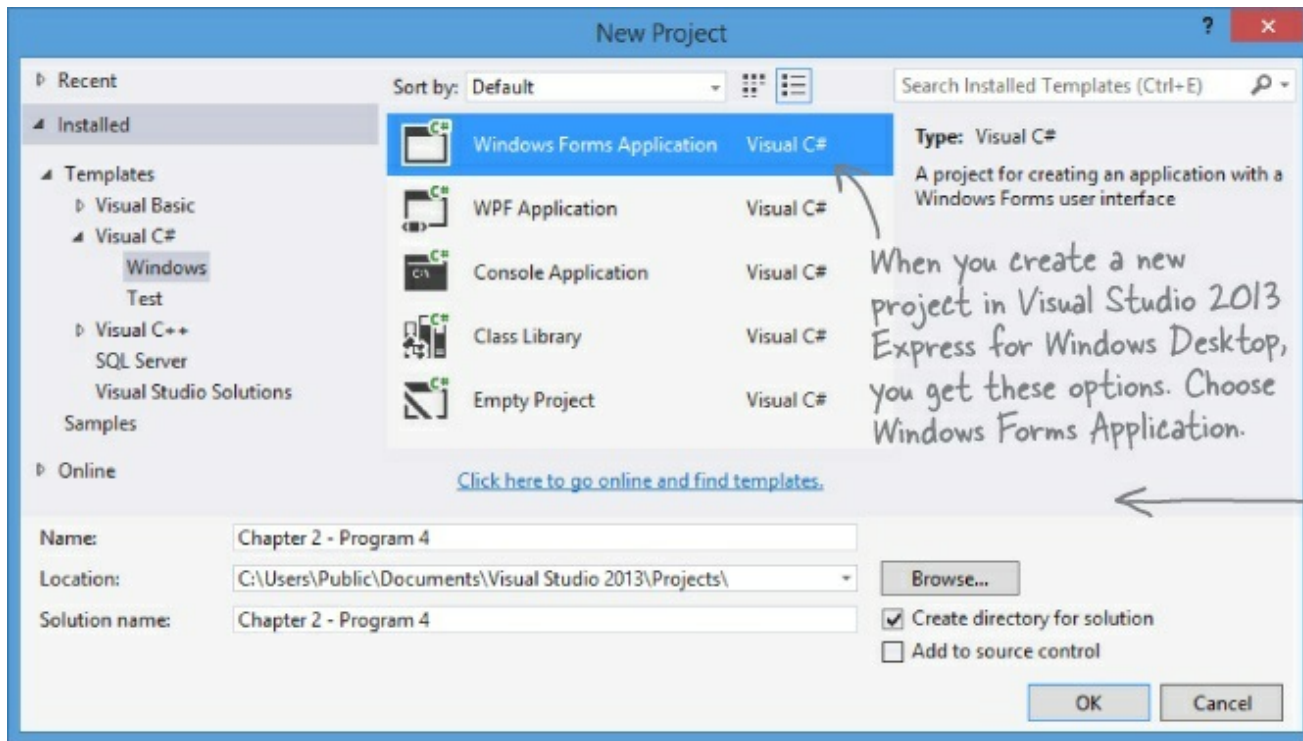 New Project
?
Recent
Installed
Templates
Visual Basic
Visual C#
Windows
Test
Visual C++
SQL Server
Visual Studio Solutions
Samples
Online
Sort by: Default
Windows Forms Application Visual C#
WPF Application Visual C#
Console Application Visual C#
Class Library Visual C#
Empty Project Visual C#
Click here to go online and find templates.
Search Installed Templates (Ctrl+E)
Type: Visual C#
A project for creating an application with a
Windows Forms user interface
When you create a new
project in Visual Studio 2013
Express for Windows Desktop,
you get these options. Choose
Windows Forms Application.
Name: Chapter 2 - Program 4
Location: C:\Users\Public\Documents\Visual Studio 2013\Projects\
Browse...
Solution name: Chapter 2 - Program 4
Create directory for solution
Add to source control
OK
Cancel